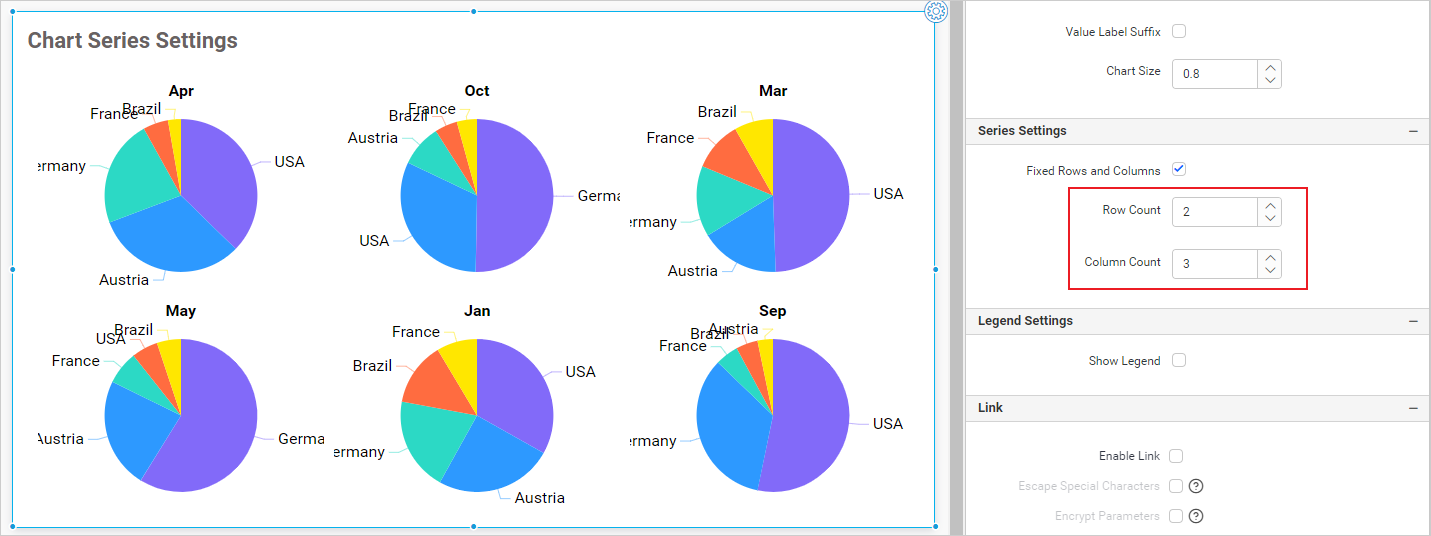 Chart Series Settings
Apr
Brazil
France
ermany
USA
Austria
Oct
France
Brazil
Austria
Germa
USA
Mar
Brazil
France
USA
ermany
Austria
May
Brazil
USA
France
Austria
Germa
Jan
France
Brazil
USA
ermany
Austria
Sep
Austria
Brazil
France
USA
ermany
Value Label Suffix
Chart Size 0.8
Series Settings
Fixed Rows and Columns
Row Count 2
Column Count 3
Legend Settings
Show Legend
Link
Enable Link
Escape Special Characters ?
Encrypt Parameters ?